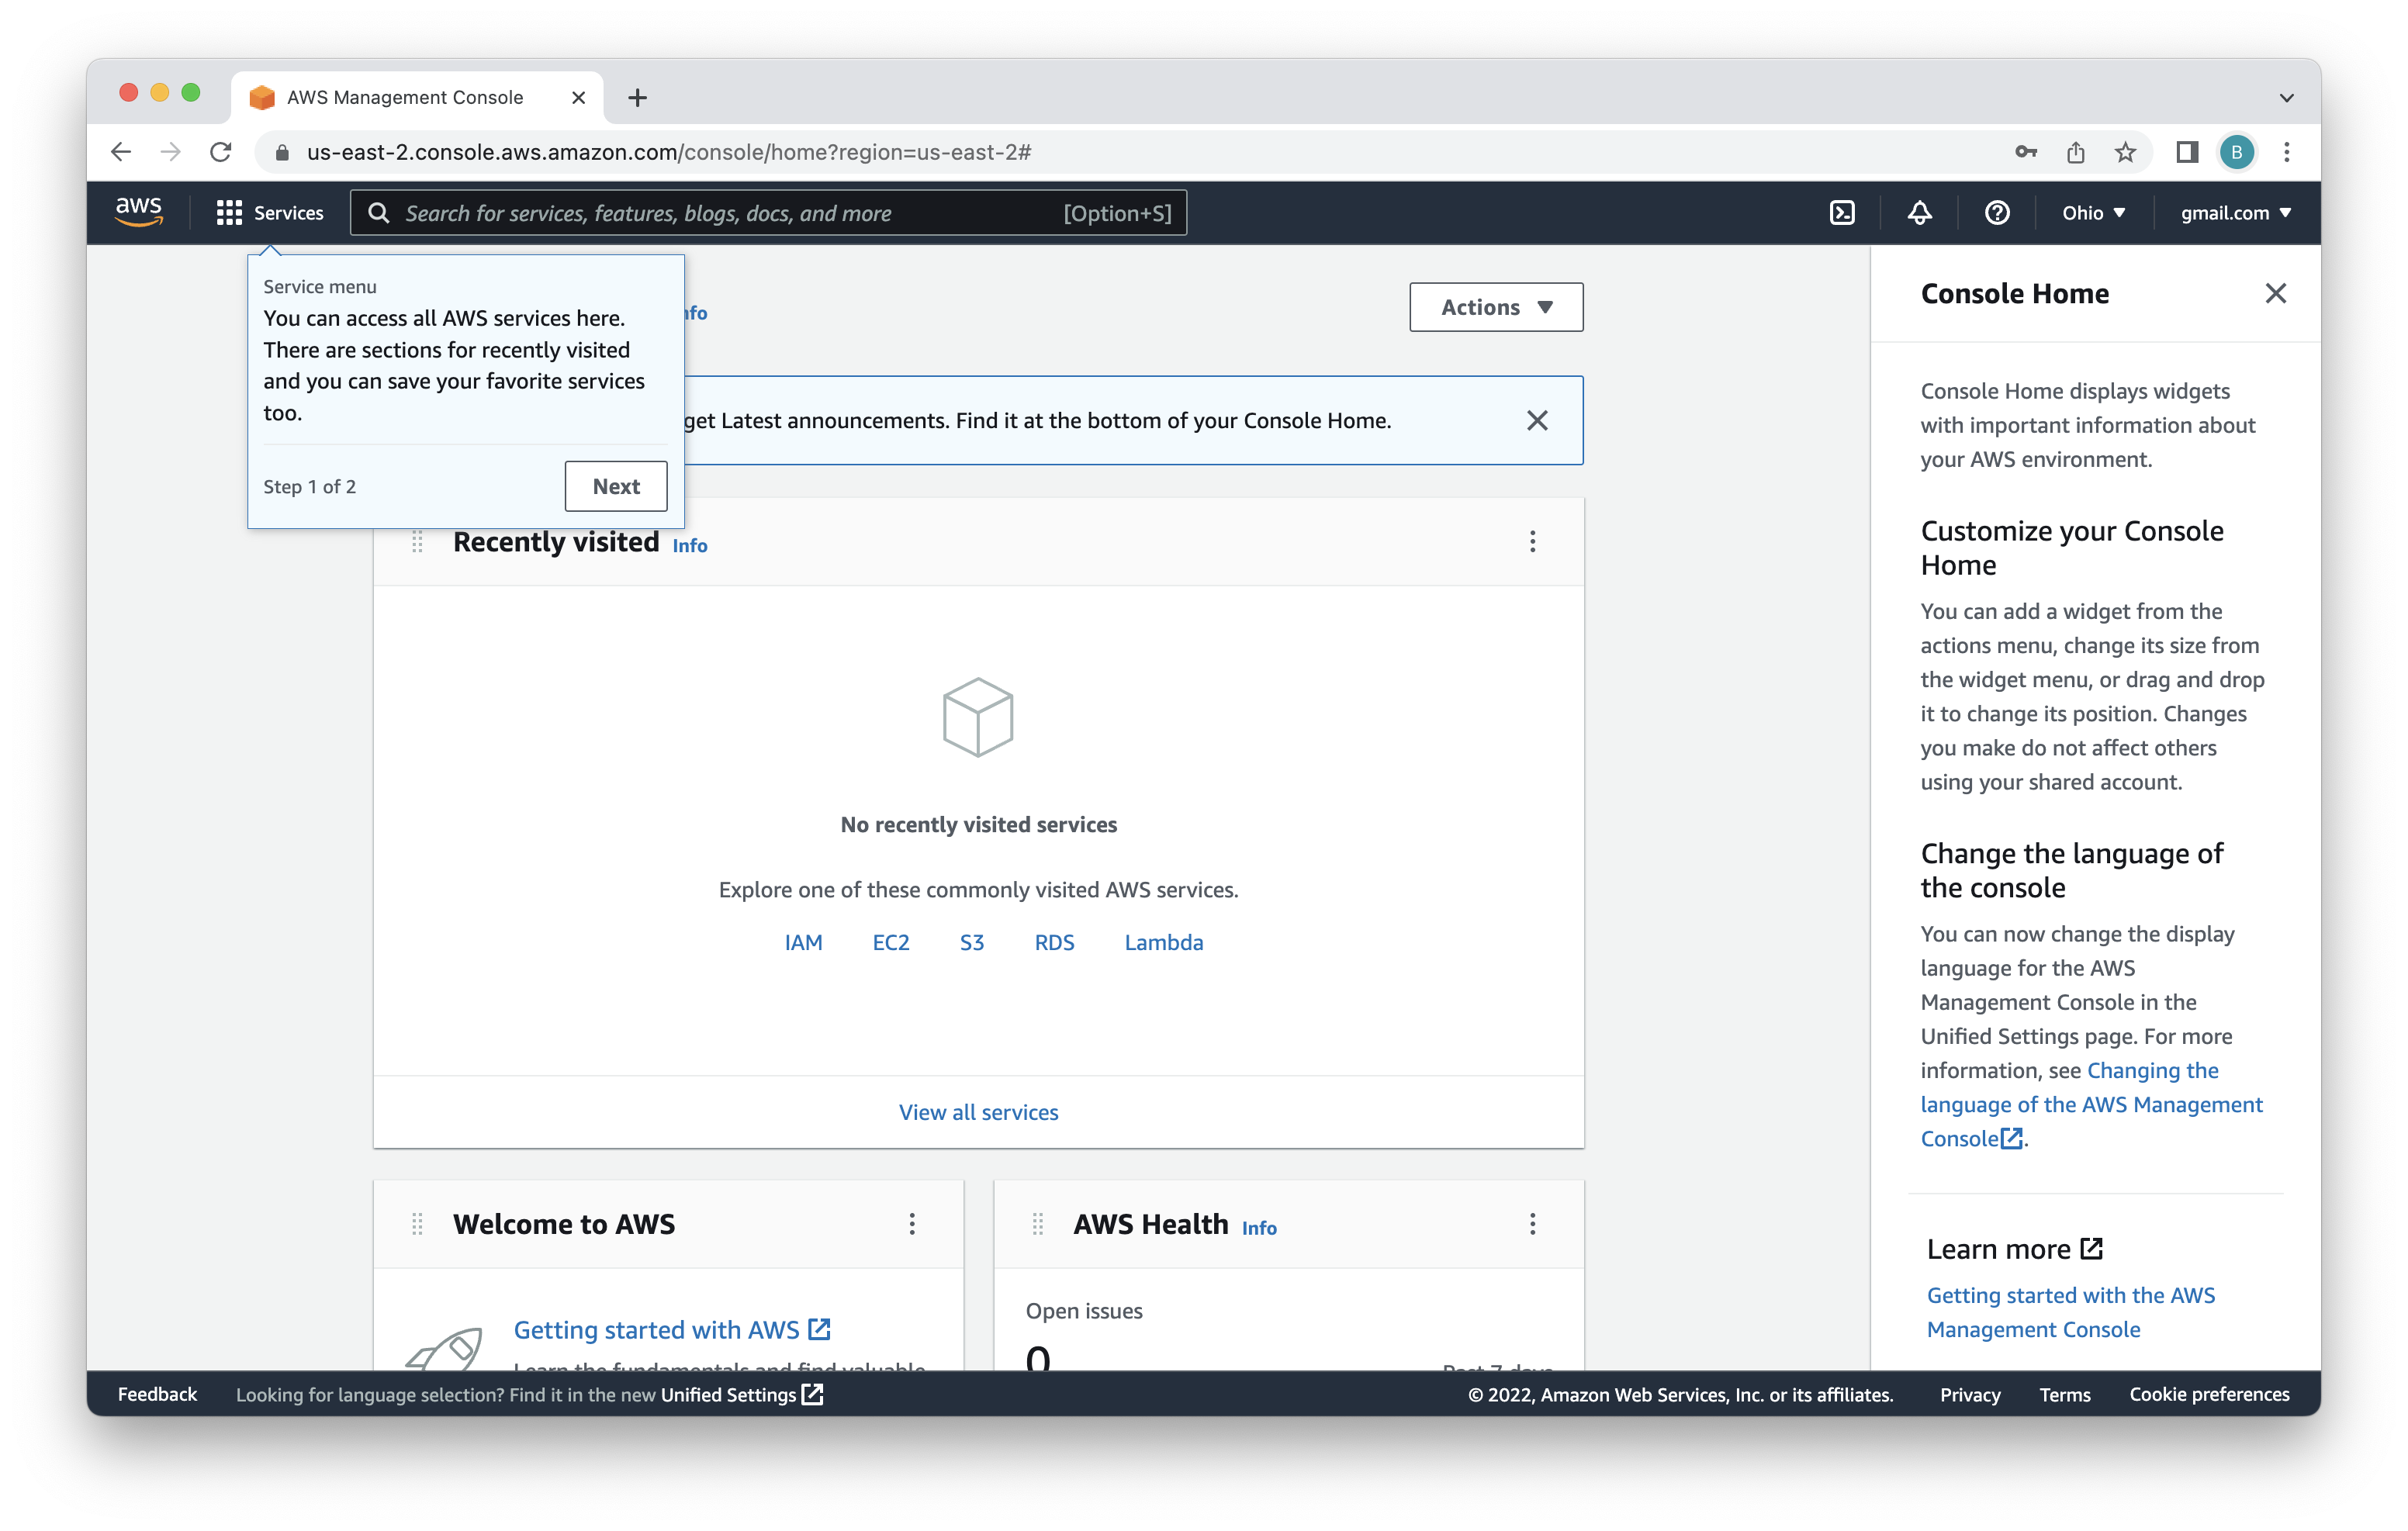 AWS Management Console
us-east-2.console.aws.amazon.com/console/home?region=us-east-2#
B
aws
Services
Search for services, features, blogs, docs, and more
[Option+S]
Ohio
gmail.com
Service menu
You can access all AWS services here.
There are sections for recently visited
and you can save your favorite services
too.
Step 1 of 2
Next
Actions
get Latest announcements. Find it at the bottom of your Console Home.
Recently visited Info
No recently visited services
Explore one of these commonly visited AWS services.
IAM EC2 S3 RDS Lambda
View all services
Welcome to AWS
Getting started with AWS
Learn the fundamentals and find valuable
AWS Health Info
Open issues
0
Past 7 days
Console Home
Console Home displays widgets
with important information about
your AWS environment.
Customize your Console
Home
You can add a widget from the
actions menu, change its size from
the widget menu, or drag and drop
it to change its position. Changes
you make do not affect others
using your shared account.
Change the language of
the console
You can now change the display
language for the AWS
Management Console in the
Unified Settings page. For more
information, see Changing the
language of the AWS Management
Console.
Learn more
Getting started with the AWS
Management Console
Feedback
Looking for language selection? Find it in the new Unified Settings
© 2022, Amazon Web Services, Inc. or its affiliates.
Privacy
Terms
Cookie preferences